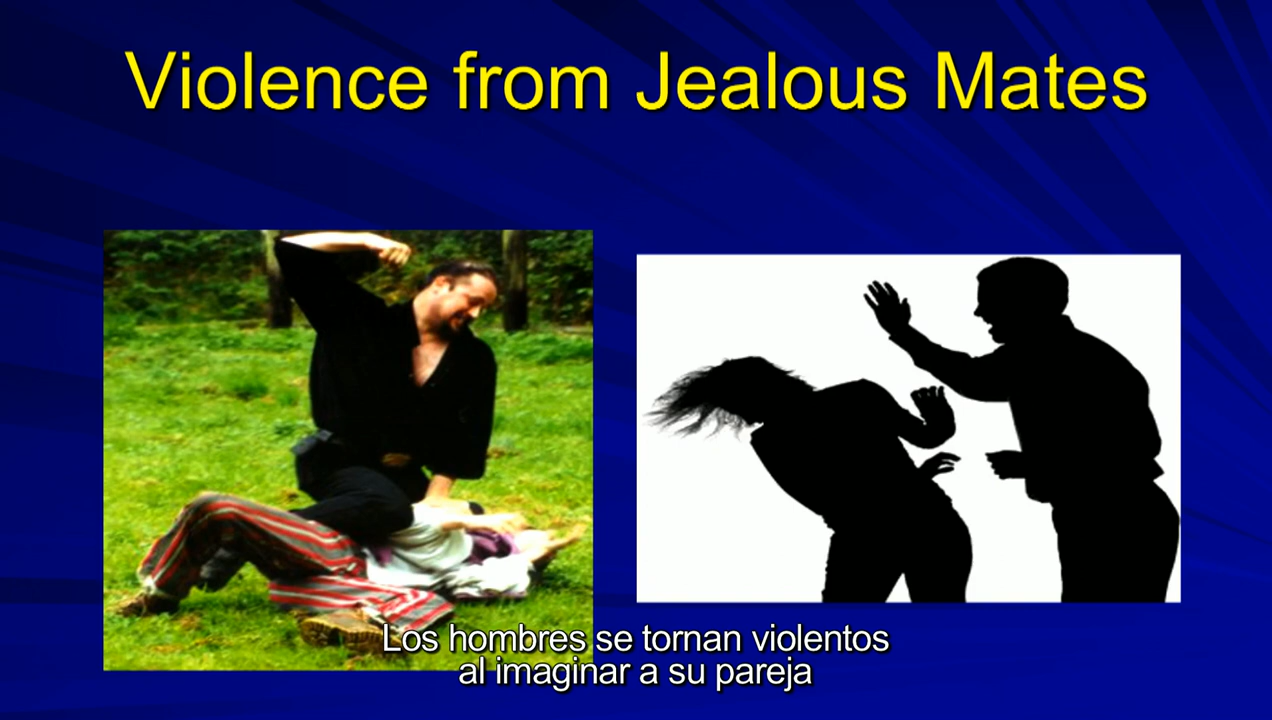 Violence from Jealous Mates
Los hombres se tornan violentos
al imaginar a su pareja